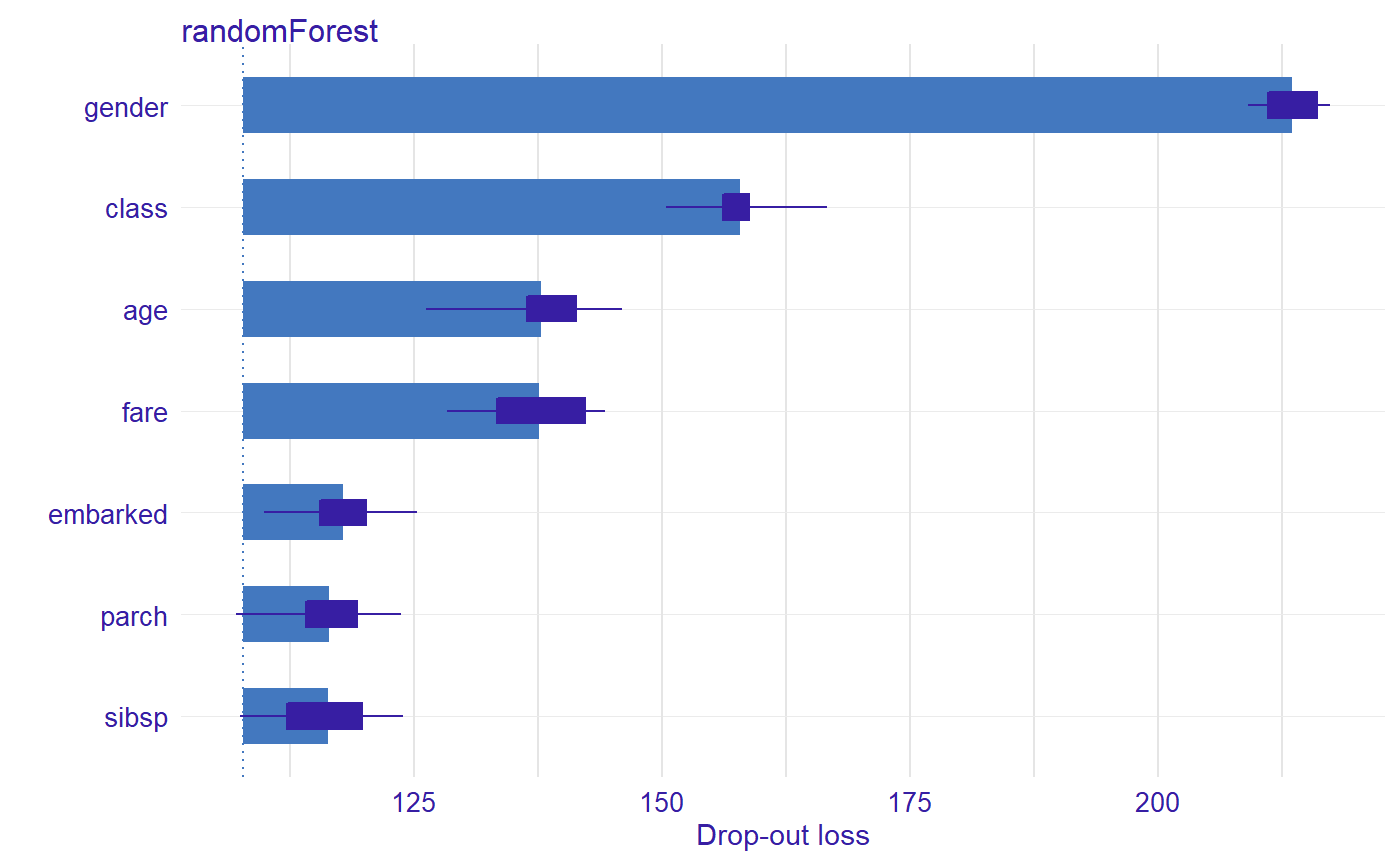 randomForest
gender
class
age
fare
embarked
parch
sibsp
125 150 175 200
Drop-out loss